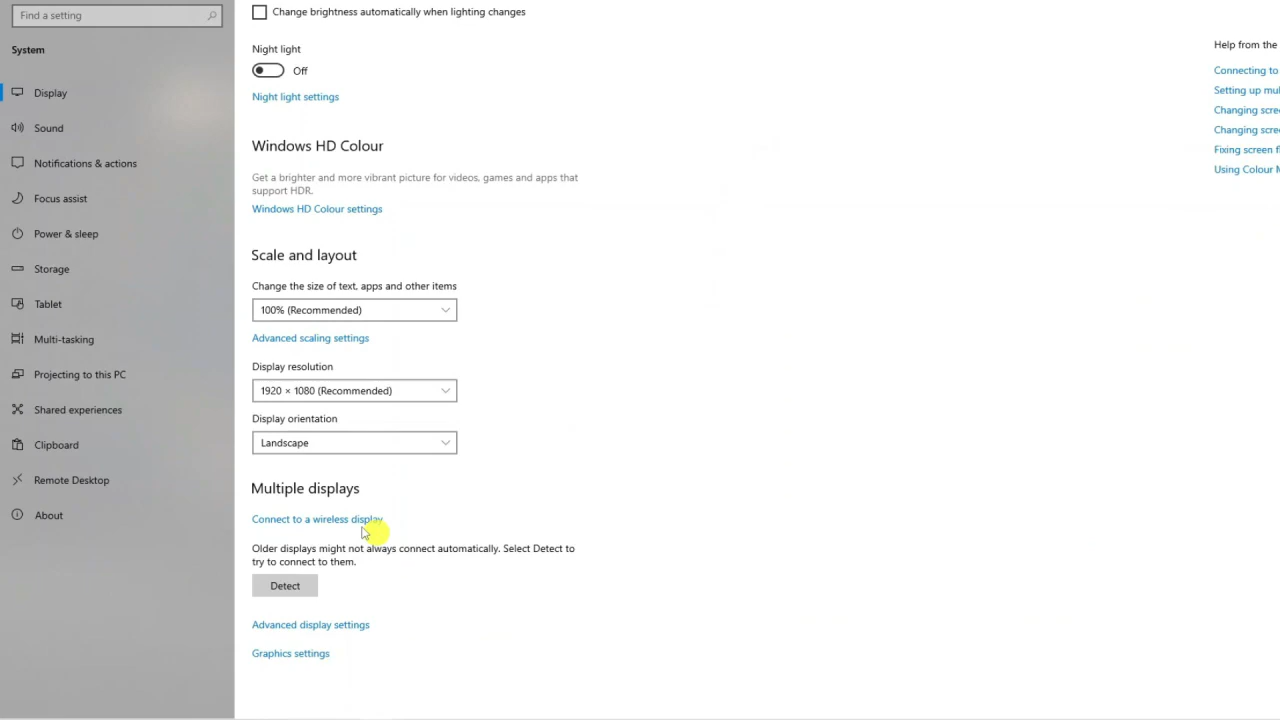 Find a setting
System
Display
Sound
Notifications & actions
Focus assist
Power & sleep
Storage
Tablet
Multi-tasking
Projecting to this PC
Shared experiences
Clipboard
Remote Desktop
About
Change brightness automatically when lighting changes
Night light
Off
Night light settings
Windows HD Colour
Get a brighter and more vibrant picture for videos, games and apps that
support HDR.
Windows HD Colour settings
Scale and layout
Change the size of text, apps and other items
100% (Recommended)
Advanced scaling settings
Display resolution
1920 × 1080 (Recommended)
Display orientation
Landscape
Multiple displays
Connect to a wireless display
Older displays might not always connect automatically. Select Detect to
try to connect to them.
Detect
Advanced display settings
Graphics settings
Help from the
Connecting to
Setting up
Changing
Changing
Fixing screen
Using Colour